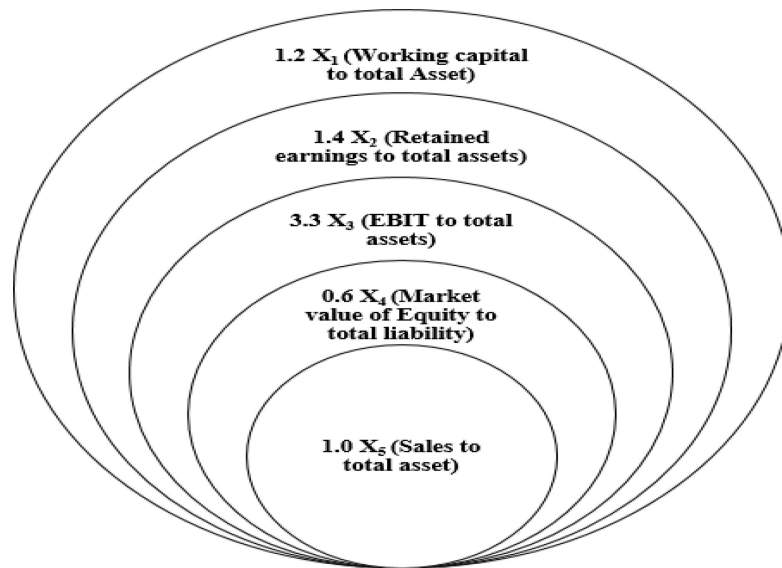 1.2 X₁ (Working capital
to total Asset)
1.4 X₂ (Retained
earnings to total assets)
3.3 X₃ (EBIT to total
assets)
0.6 X₄ (Market
value of Equity to
total liability)
1.0 X₅ (Sales to
total asset)